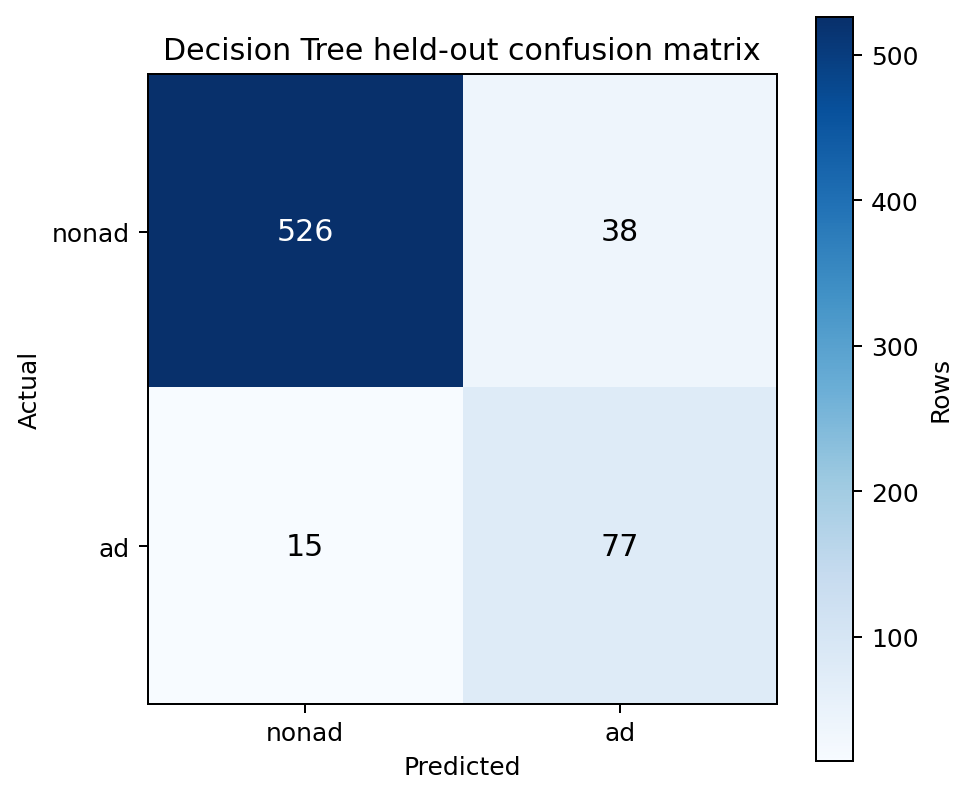 Decision Tree held-out confusion matrix
Actual
nonad
ad
526
38
15
77
nonad
ad
Predicted
500
400
300
200
100
Rows